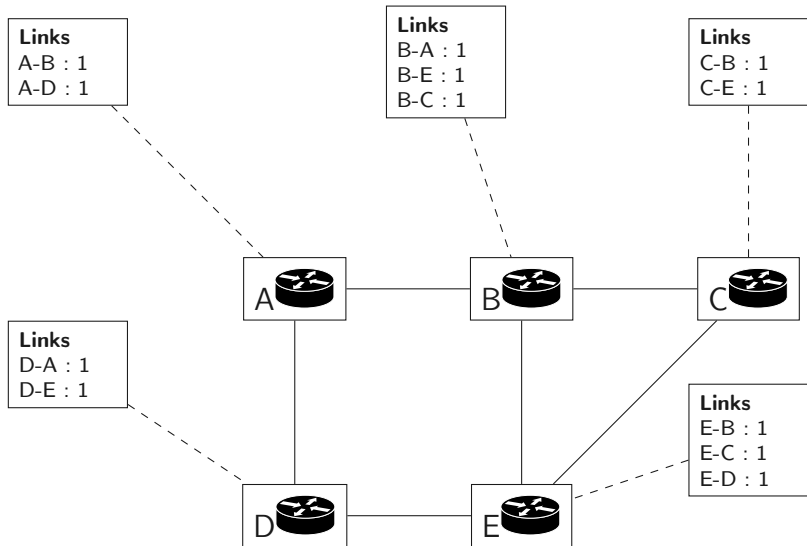 Links
A-B : 1
A-D : 1
Links
B-A : 1
B-E : 1
B-C : 1
Links
C-B : 1
C-E : 1
A
B
C
Links
D-A : 1
D-E : 1
Links
E-B : 1
E-C : 1
E-D : 1
D
E